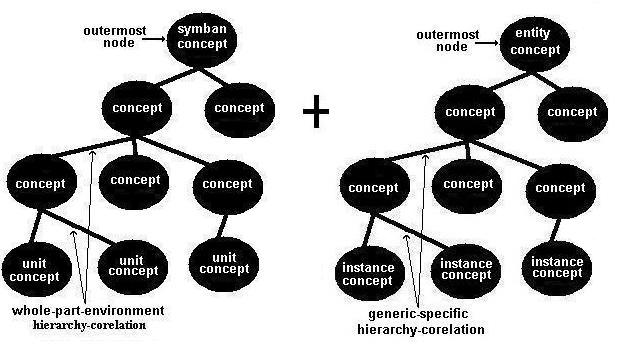 outermost
node
symban
concept
concept
concept
concept
concept
concept
unit
concept
unit
concept
unit
concept
whole-part-environment
hierarchy-corelation
+
outermost
node
entity
concept
concept
concept
concept
concept
concept
instance
concept
instance
concept
instance
concept
generic-specific
hierarchy-corelation